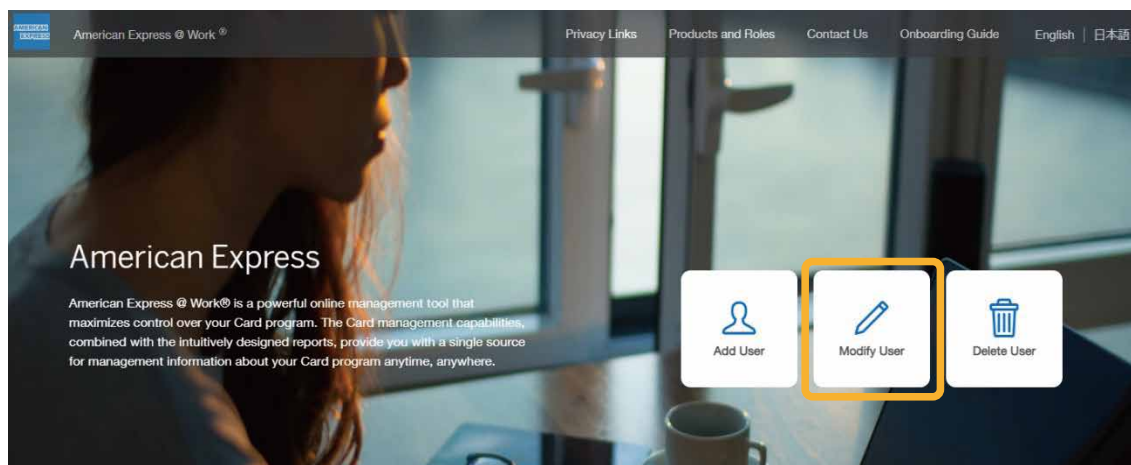 AMERICAN
EXPRESS
American Express @ Work ®
Privacy Links
Products and Roles
Contact Us
Onboarding Guide
English | 日本語
American Express
American Express @ Work® is a powerful online management tool that
maximizes control over your Card program. The Card management capabilities,
combined with the intuitively designed reports, provide you with a single source
for management information about your Card program anytime, anywhere.
Add User
Modify User
Delete User